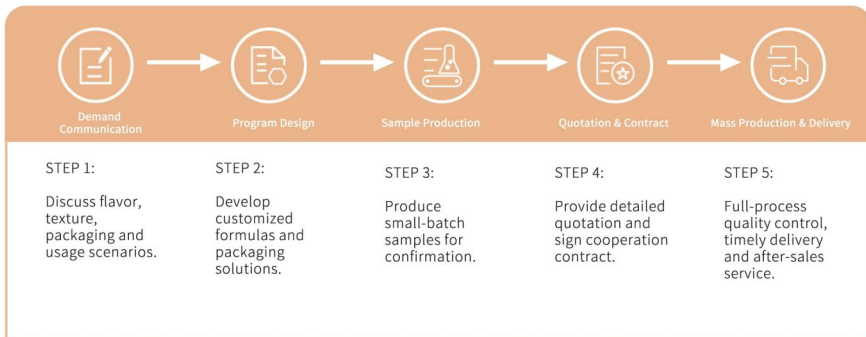 Demand
Communication
Program Design
Sample Production
Quotation & Contract
Mass Production & Delivery
STEP 1:
Discuss flavor,
texture,
packaging and
usage scenarios.
STEP 2:
Develop
customized
formulas and
packaging
solutions.
STEP 3:
Produce
small-batch
samples for
confirmation.
STEP 4:
Provide detailed
quotation and
sign cooperation
contract.
STEP 5:
Full-process
quality control,
timely delivery
and after-sales
service.